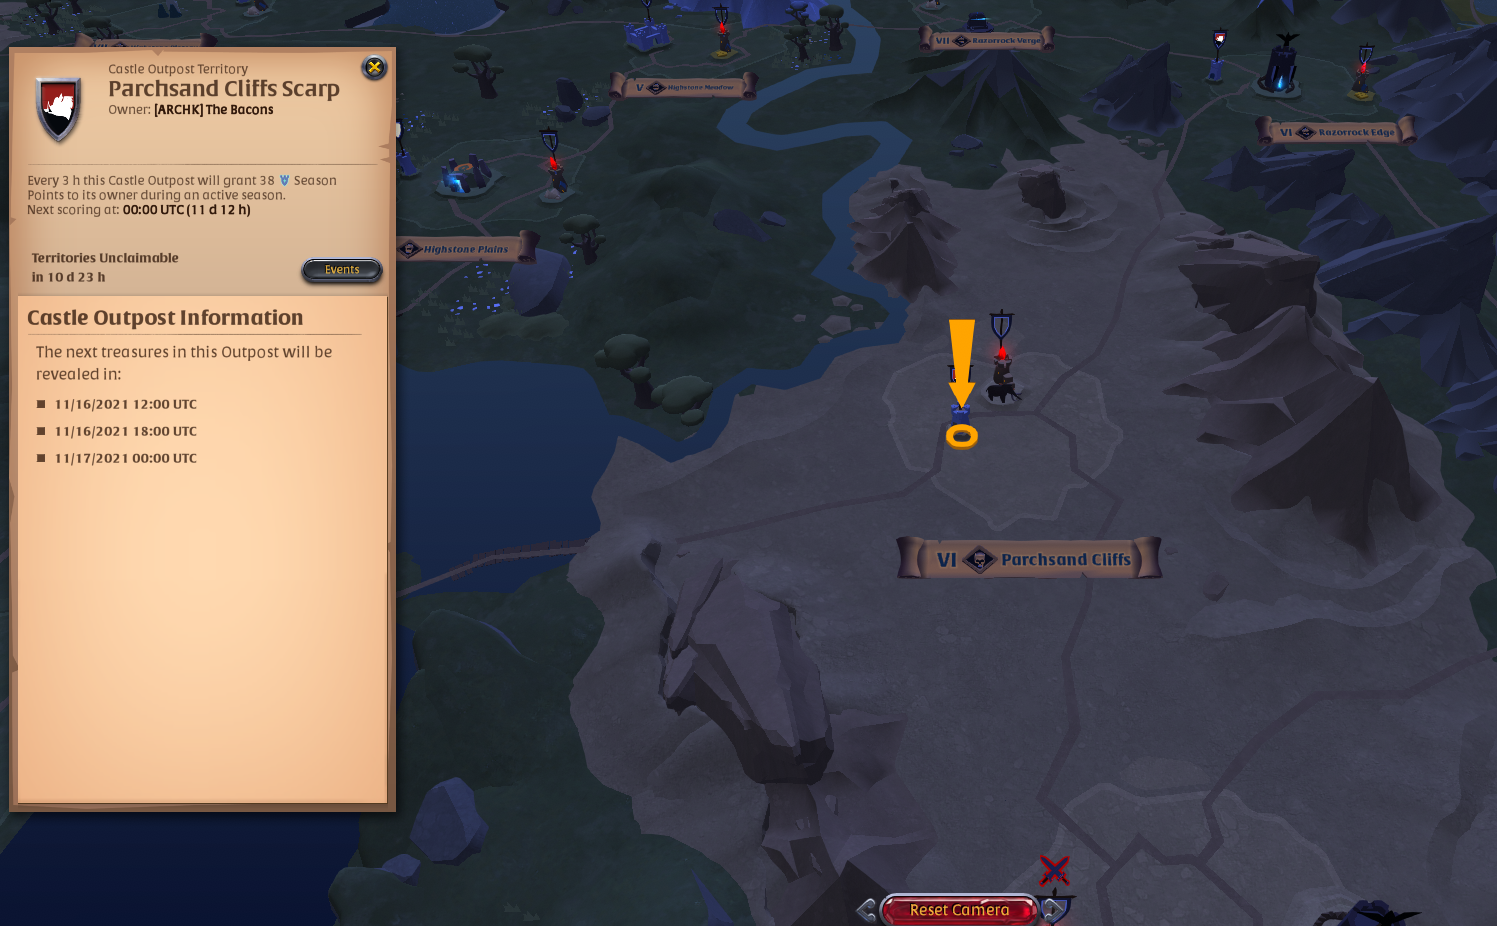 Castle Outpost Territory
Parchsand Cliffs Scarp
Owner: [ARCHK] The Bacons
Every 3 h this Castle Outpost will grant 38 Season
Points to its owner during an active season.
Next scoring at: 00:00 UTC (11 d 12 h)
Territories Unclaimable
in 10 d 23 h
Events
Castle Outpost Information
The next treasures in this Outpost will be
revealed in:
11/16/2021 12:00 UTC
11/16/2021 18:00 UTC
11/17/2021 00:00 UTC
VII Razorrock Verge
V Highstone Meadow
VI Razorrock Edge
Highstone Plains
VI Parchsand Cliffs
Reset Camera